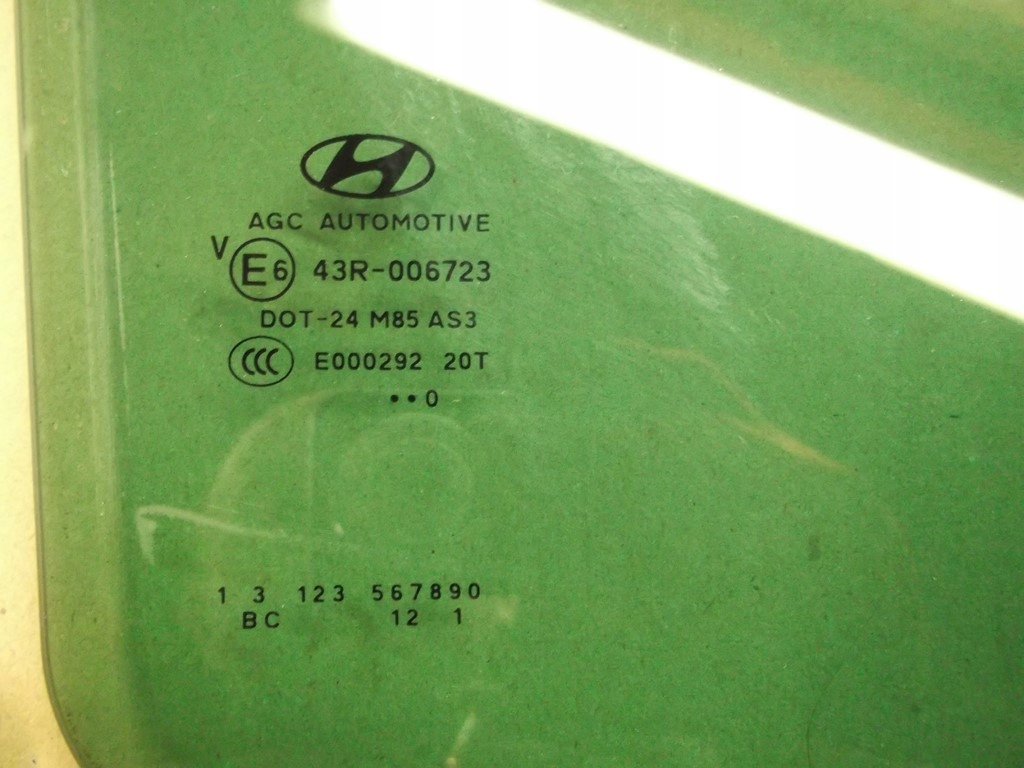 AGC AUTOMOTIVE
V E6 43R-006723
DOT-24 M85 AS3
CCC E000292 20T
••0
1 3 123 567890
BC 12 1